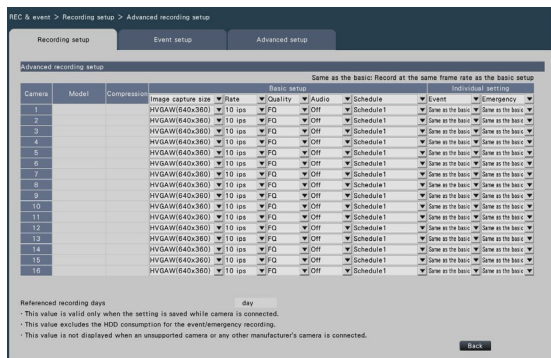 REC & event > Recording setup > Advanced recording setup
Recording setup Event setup Advanced setup
Advanced recording setup
Same as the basic: Record at the same frame rate as the basic setup
Camera Model Compression Basic setup Individual setting
Image capture size Rate Quality Audio Schedule Event Emergency
1 HVGAW(640x360) 10 ips FQ Off Schedule1 Same as the basic Same as the basic
2 HVGAW(640x360) 10 ips FQ Off Schedule1 Same as the basic Same as the basic
3 HVGAW(640x360) 10 ips FQ Off Schedule1 Same as the basic Same as the basic
4 HVGAW(640x360) 10 ips FQ Off Schedule1 Same as the basic Same as the basic
5 HVGAW(640x360) 10 ips FQ Off Schedule1 Same as the basic Same as the basic
6 HVGAW(640x360) 10 ips FQ Off Schedule1 Same as the basic Same as the basic
7 HVGAW(640x360) 10 ips FQ Off Schedule1 Same as the basic Same as the basic
8 HVGAW(640x360) 10 ips FQ Off Schedule1 Same as the basic Same as the basic
9 HVGAW(640x360) 10 ips FQ Off Schedule1 Same as the basic Same as the basic
10 HVGAW(640x360) 10 ips FQ Off Schedule1 Same as the basic Same as the basic
11 HVGAW(640x360) 10 ips FQ Off Schedule1 Same as the basic Same as the basic
12 HVGAW(640x360) 10 ips FQ Off Schedule1 Same as the basic Same as the basic
13 HVGAW(640x360) 10 ips FQ Off Schedule1 Same as the basic Same as the basic
14 HVGAW(640x360) 10 ips FQ Off Schedule1 Same as the basic Same as the basic
15 HVGAW(640x360) 10 ips FQ Off Schedule1 Same as the basic Same as the basic
16 HVGAW(640x360) 10 ips FQ Off Schedule1 Same as the basic Same as the basic
Referenced recording days day
· This value is valid only when the setting is saved while camera is connected.
· This value excludes the HDD consumption for the event/emergency recording.
· This value is not displayed when an unsupported camera or any other manufacturer's camera is connected.
Back